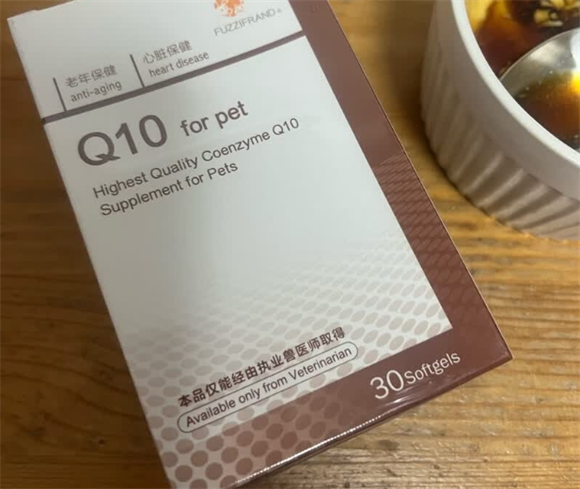 FUZZIFRAND®
老年保健
anti-aging
心脏保健
heart disease
Q10 for pet
Highest Quality Coenzyme Q10
Supplement for Pets
本品仅能经由执业兽医师取得
Available only from Veterinarian
30 Softgels